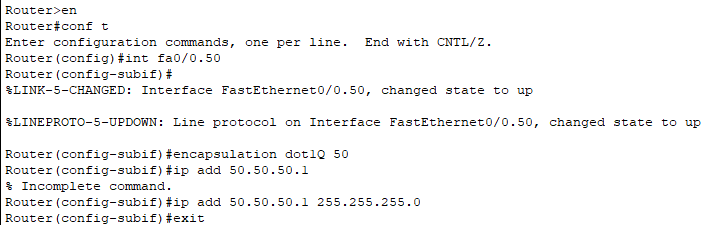 Router>en
Router#conf t
Enter configuration commands, one per line.  End with CNTL/Z.
Router(config)#int fa0/0.50
Router(config-subif)#
%LINK-5-CHANGED: Interface FastEthernet0/0.50, changed state to up
%LINEPROTO-5-UPDOWN: Line protocol on Interface FastEthernet0/0.50, changed state to up
Router(config-subif)#encapsulation dot1Q 50
Router(config-subif)#ip add 50.50.50.1
% Incomplete command.
Router(config-subif)#ip add 50.50.50.1 255.255.255.0
Router(config-subif)#exit